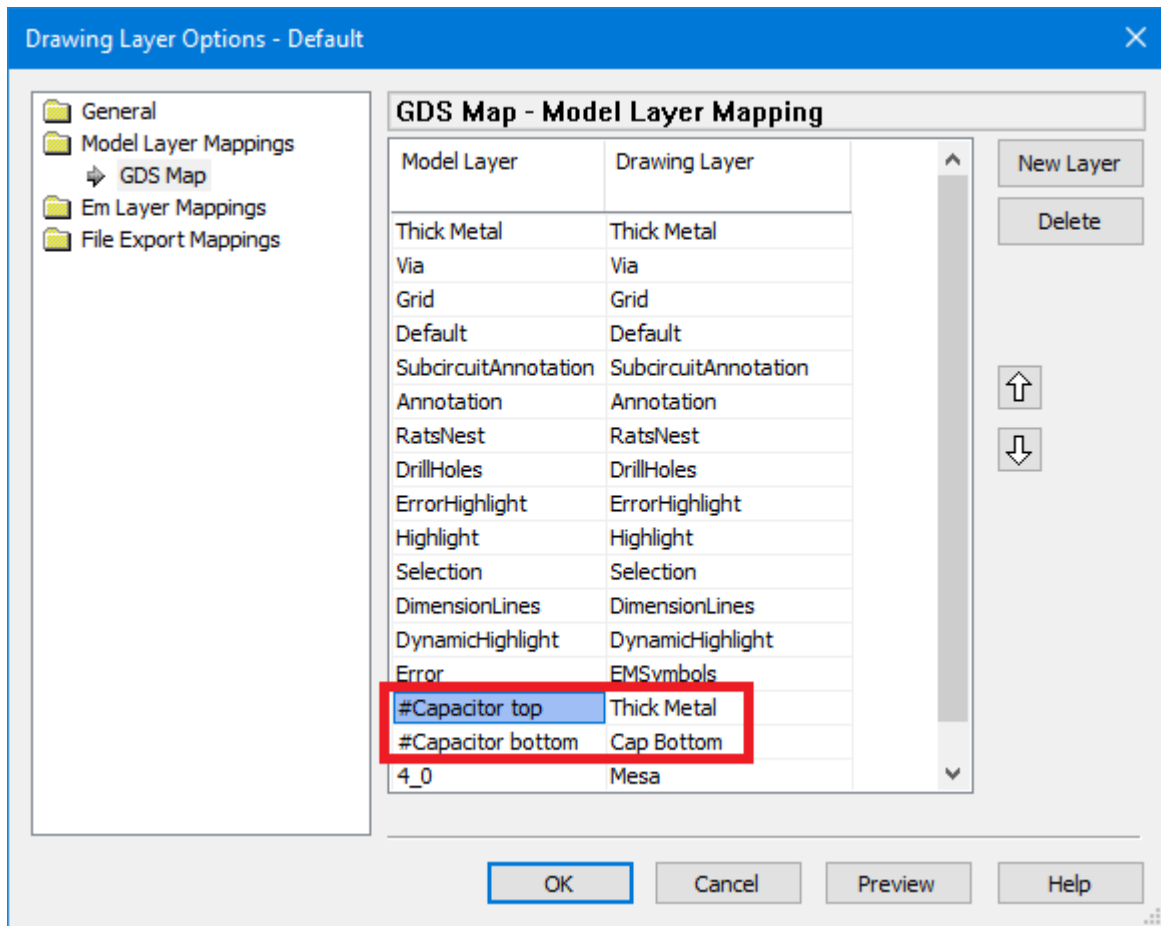 Drawing Layer Options - Default
General
Model Layer Mappings
GDS Map
Em Layer Mappings
File Export Mappings
GDS Map - Model Layer Mapping
Model Layer Drawing Layer
Thick Metal Thick Metal
Via Via
Grid Grid
Default Default
SubcircuitAnnotation SubcircuitAnnotation
Annotation Annotation
RatsNest RatsNest
DrillHoles DrillHoles
ErrorHighlight ErrorHighlight
Highlight Highlight
Selection Selection
DimensionLines DimensionLines
DynamicHighlight DynamicHighlight
Error EMSymbols
#Capacitor top Thick Metal
#Capacitor bottom Cap Bottom
4_0 Mesa
New Layer
Delete
OK Cancel Preview Help